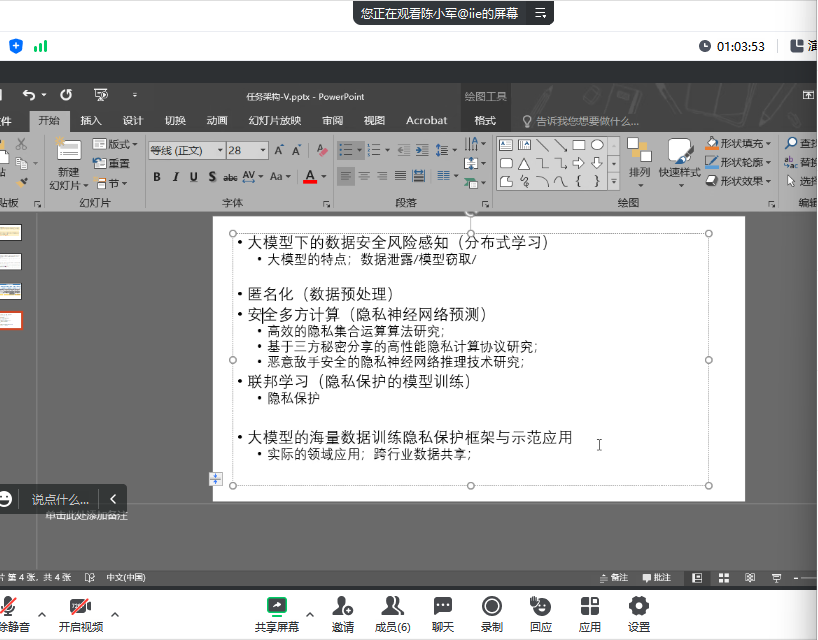 您正在观看陈小军@iie的屏幕
01:03:53
演
任务架构-V.pptx - PowerPoint
绘图工具
件 开始 插入 设计 切换 动画 幻灯片放映 审阅 视图 Acrobat 格式 告诉我您想要做什么...
贴 新建 幻灯片
版式
重置
节
等线 (正文) 28
B I U S abc AV Aa A
排列 快速样式
形状填充 查找
形状轮廓 替换
形状效果 选择
贴板 幻灯片 字体 段落 绘图 编辑
• 大模型下的数据安全风险感知（分布式学习）
• 大模型的特点；数据泄露/模型窃取/
• 匿名化（数据预处理）
• 安全多方计算（隐私神经网络预测）
• 高效的隐私集合运算算法研究；
• 基于三方秘密分享的高性能隐私计算协议研究；
• 恶意敌手安全的隐私神经网络推理技术研究；
• 联邦学习（隐私保护的模型训练）
• 隐私保护
• 大模型的海量数据训练隐私保护框架与示范应用
• 实际的领域应用；跨行业数据共享；
说点什么...
单击此处添加备注
片 第 4 张，共 4 张 中文(中国) 备注 批注
除静音 开启视频 共享屏幕 邀请 成员(6) 聊天 录制 回应 应用 设置